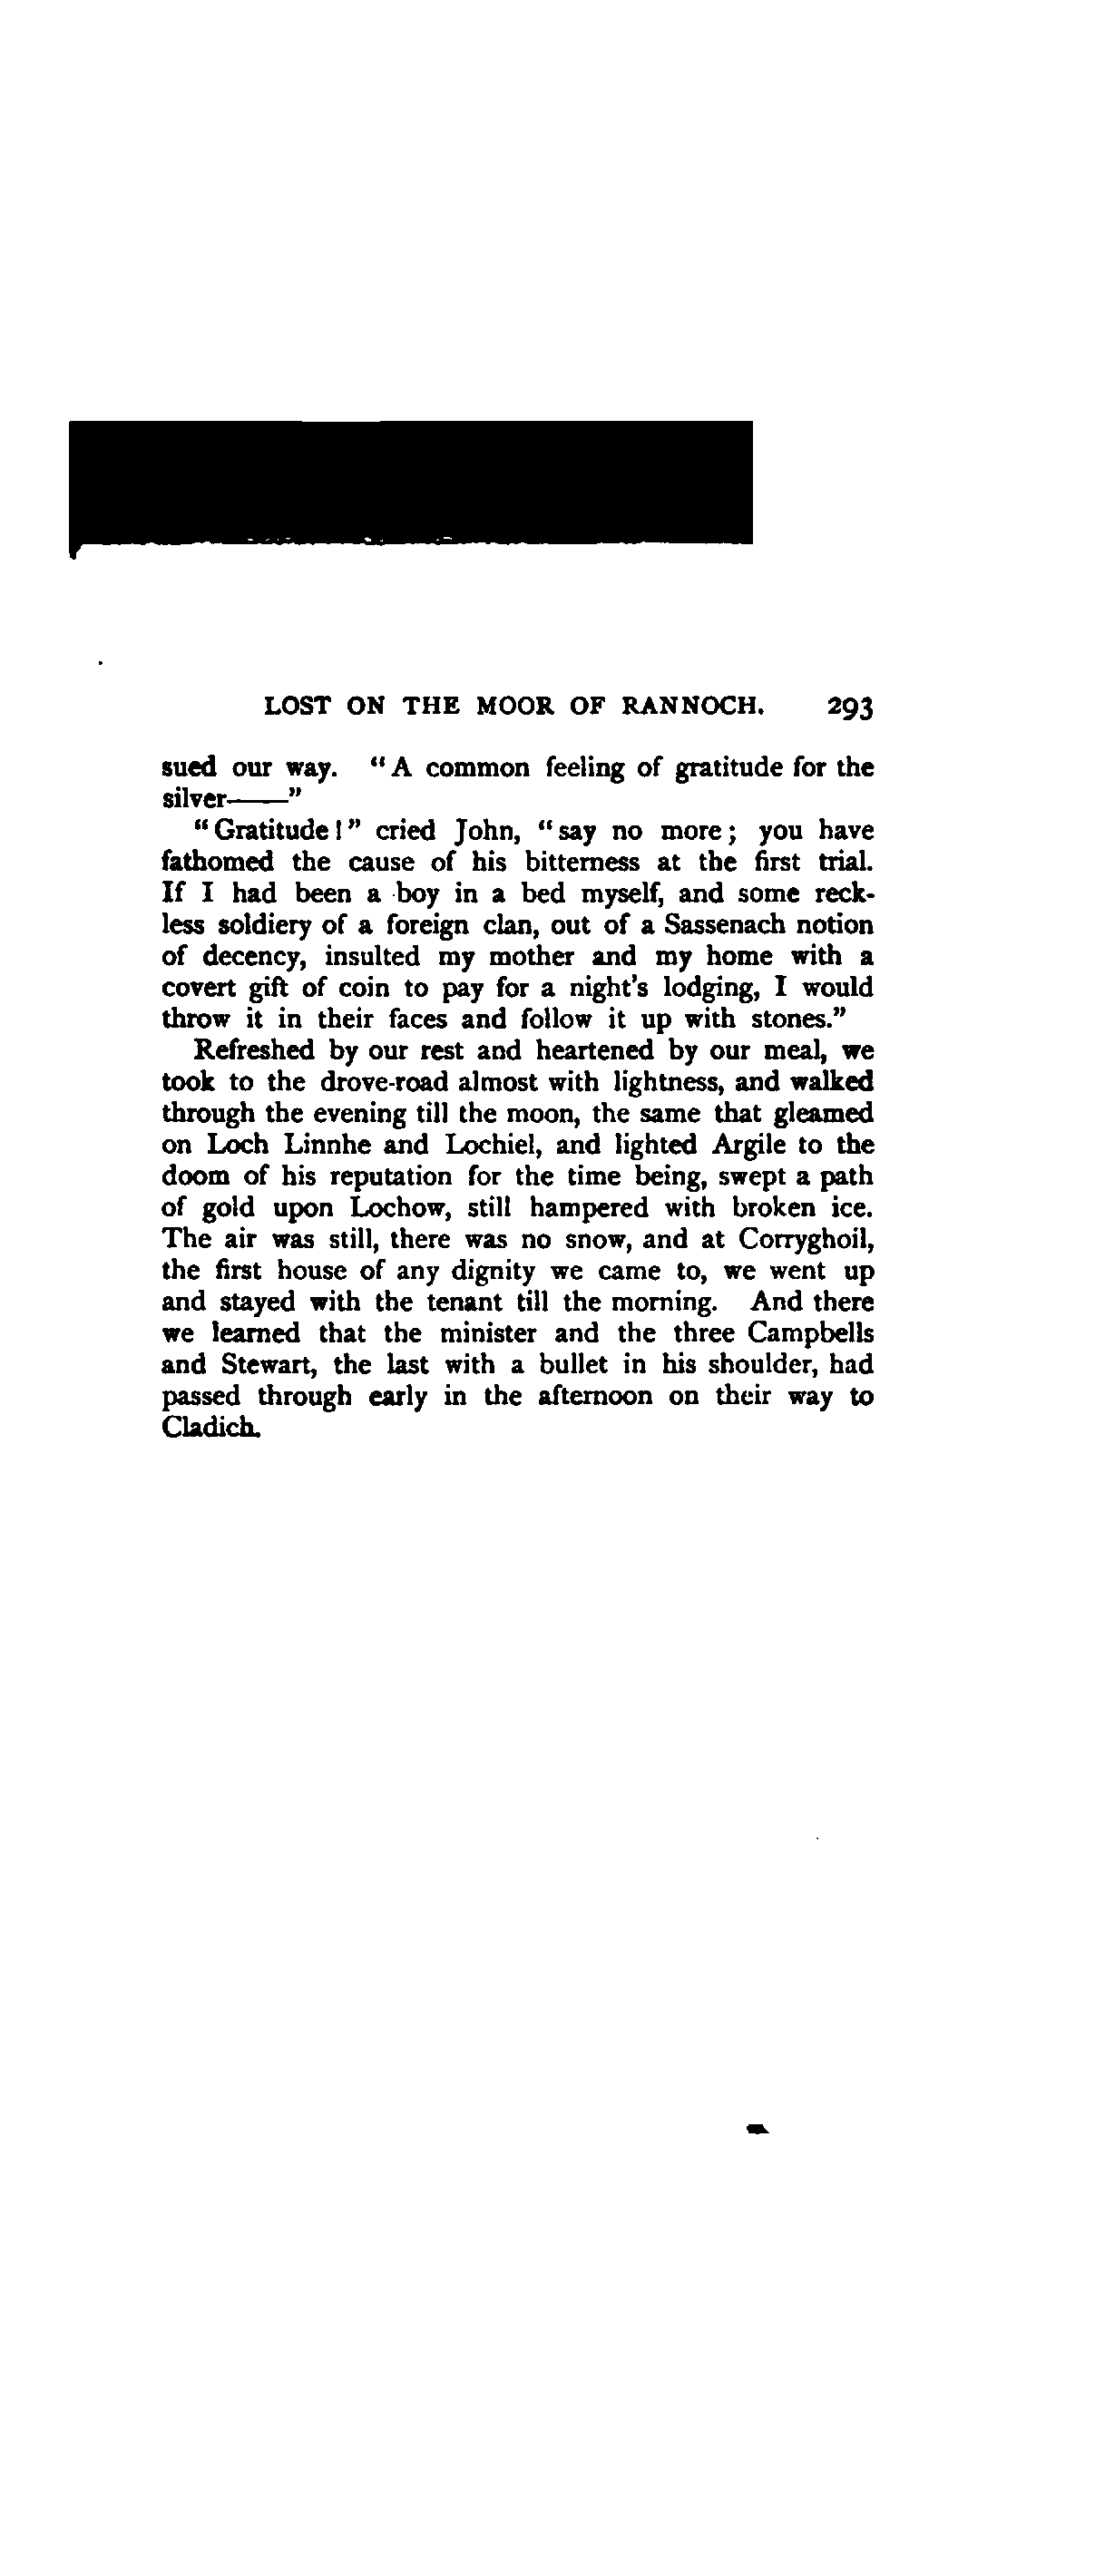 LOST ON THE MOOR OF RANNOCH. 293
sued our way. “A common feeling of gratitude for the
silver——”
“Gratitude!” cried John, “say no more; you have
fathomed the cause of his bitterness at the first trial.
If I had been a boy in a bed myself, and some reck-
less soldiery of a foreign clan, out of a Sassenach notion
of decency, insulted my mother and my home with a
covert gift of coin to pay for a night's lodging, I would
throw it in their faces and follow it up with stones.”
Refreshed by our rest and heartened by our meal, we
took to the drove-road almost with lightness, and walked
through the evening till the moon, the same that gleamed
on Loch Linnhe and Lochiel, and lighted Argile to the
doom of his reputation for the time being, swept a path
of gold upon Lochow, still hampered with broken ice.
The air was still, there was no snow, and at Corryghoil,
the first house of any dignity we came to, we went up
and stayed with the tenant till the morning. And there
we learned that the minister and the three Campbells
and Stewart, the last with a bullet in his shoulder, had
passed through early in the afternoon on their way to
Cladich.